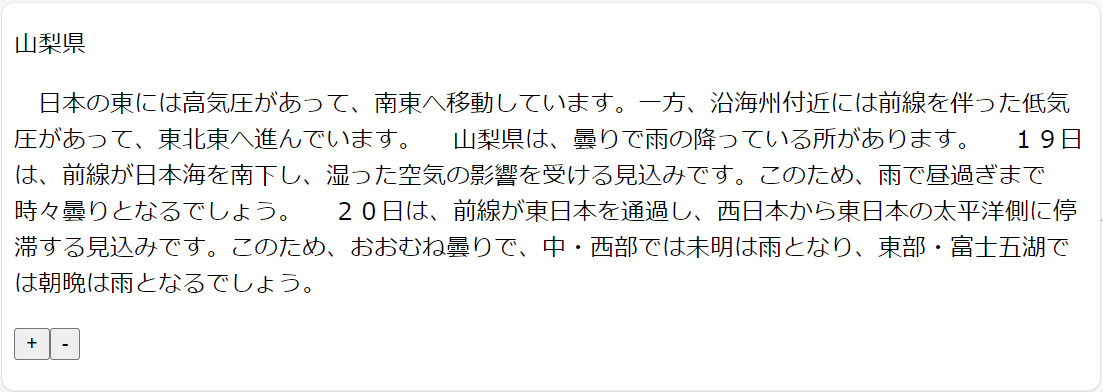 山梨県
　日本の東には高気圧があって、南東へ移動しています。一方、沿海州付近には前線を伴った低気
圧があって、東北東へ進んでいます。　　山梨県は、曇りで雨の降っている所があります。　　１９日
は、前線が日本海を南下し、湿った空気の影響を受ける見込みです。このため、雨で昼過ぎまで
時々曇りとなるでしょう。　　２０日は、前線が東日本を通過し、西日本から東日本の太平洋側に停
滞する見込みです。このため、おおむね曇りで、中・西部では未明は雨となり、東部・富士五湖で
は朝晩は雨となるでしょう。
+ -